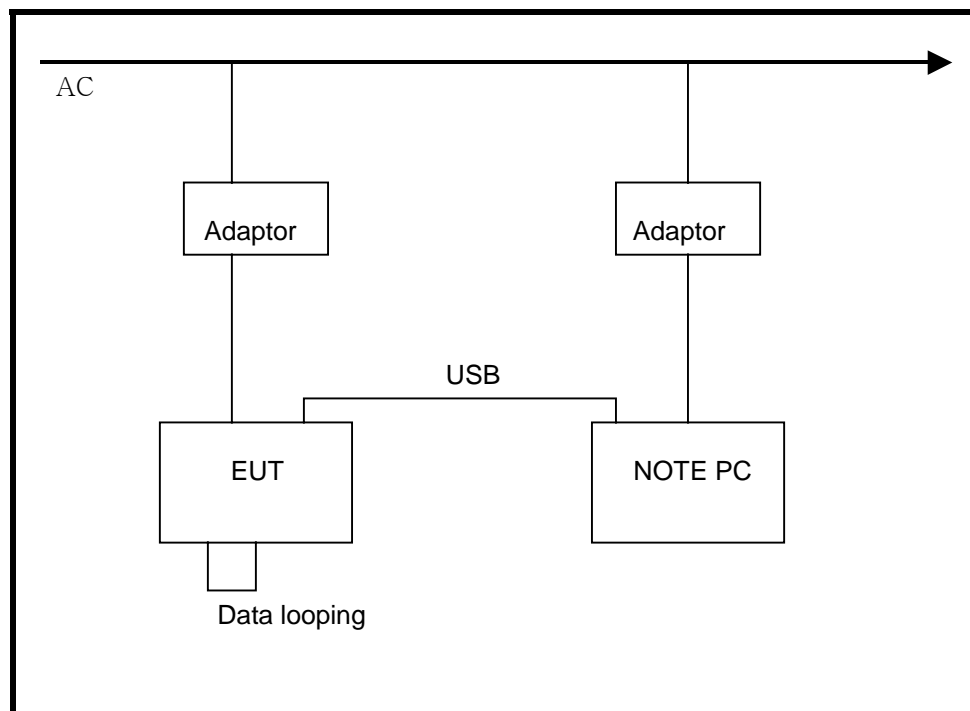 AC
Adaptor
Adaptor
USB
EUT
NOTE PC
Data looping